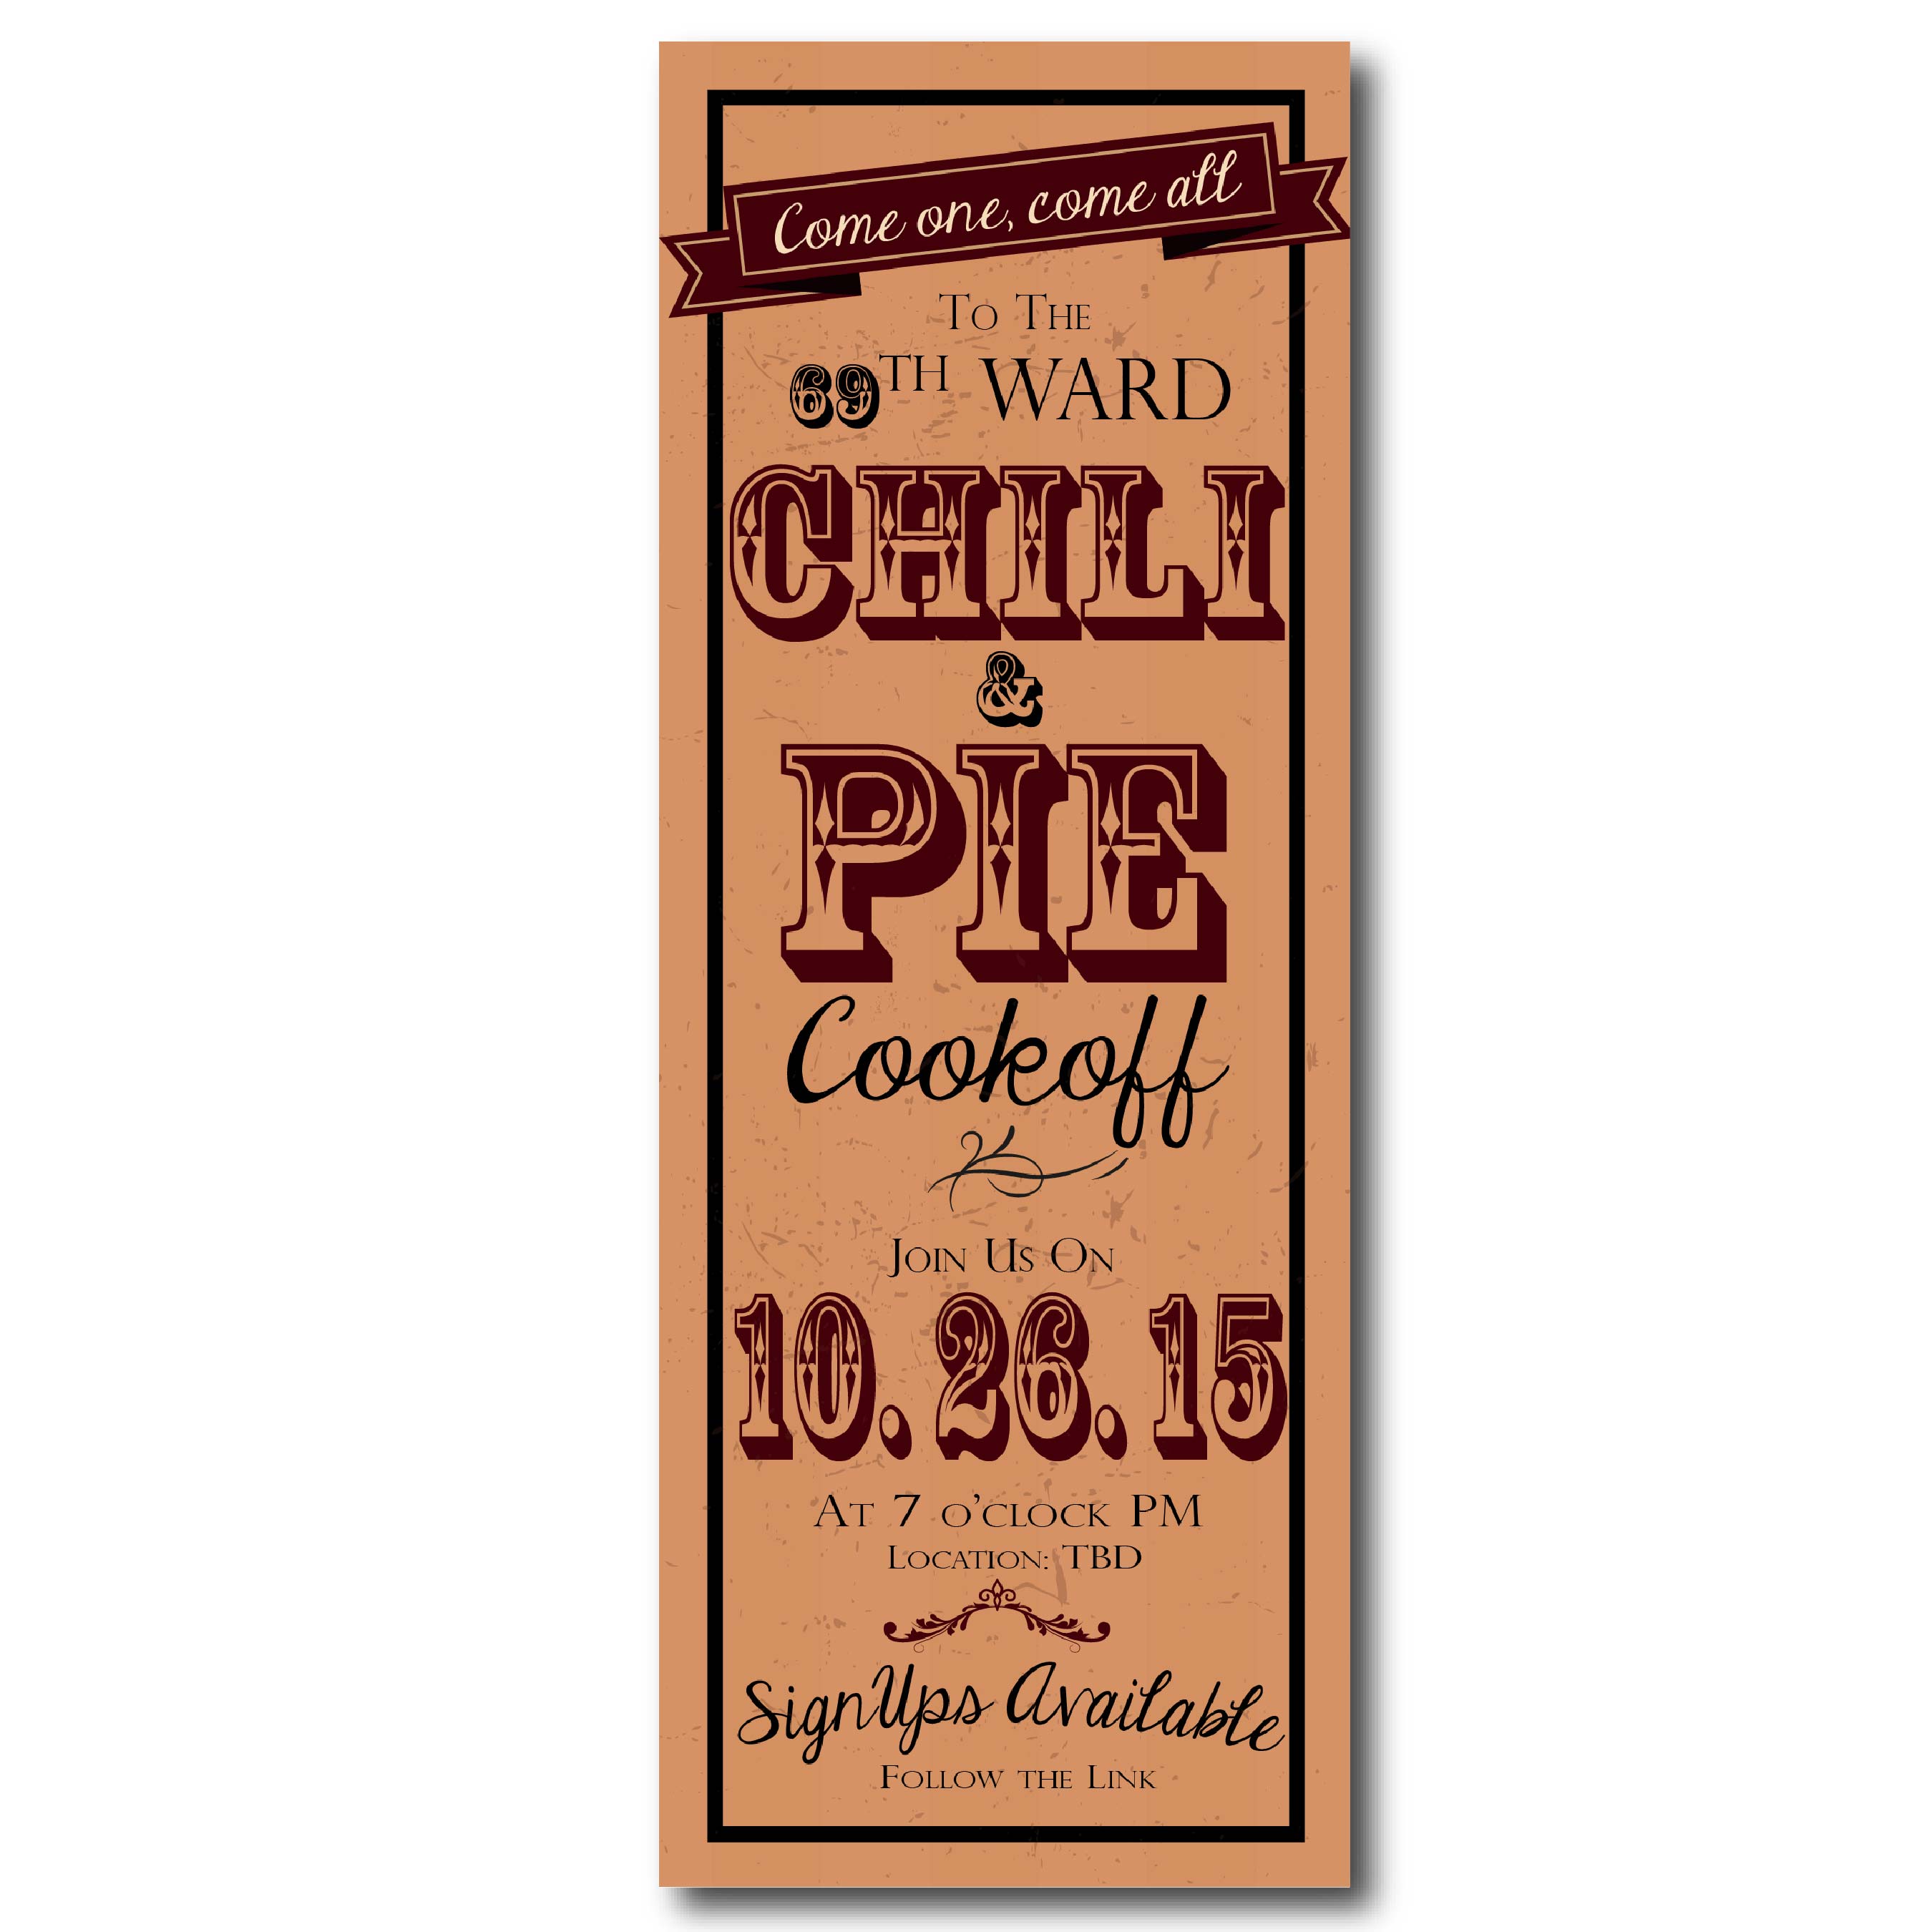 Come one, come all
To The
69TH WARD
CHILI
&
PIE
Cookoff
Join Us On
10.26.15
At 7 o'clock PM
Location: TBD
SignUps Available
Follow the Link